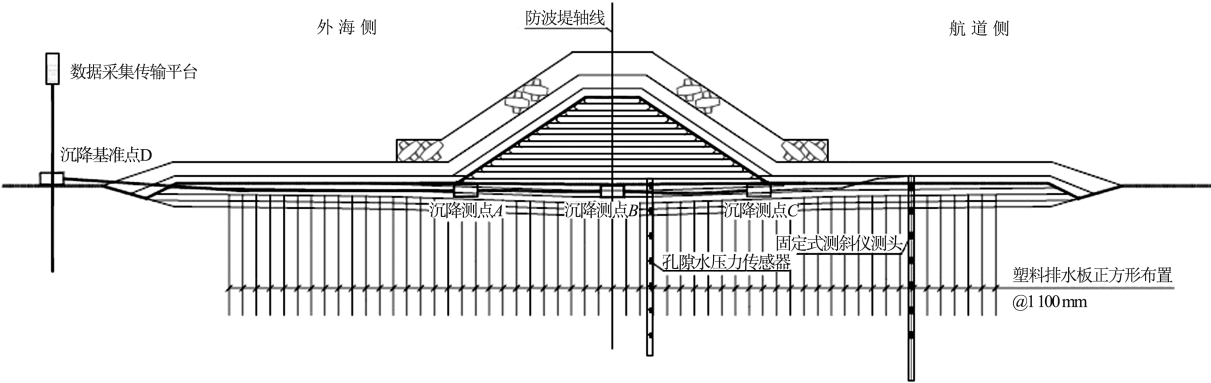 外海侧
防波堤轴线
航道侧
数据采集传输平台
沉降基准点D
沉降测点A
沉降测点B
沉降测点C
固定式测斜仪测头
孔隙水压力传感器
塑料排水板正方形布置
@1 100 mm